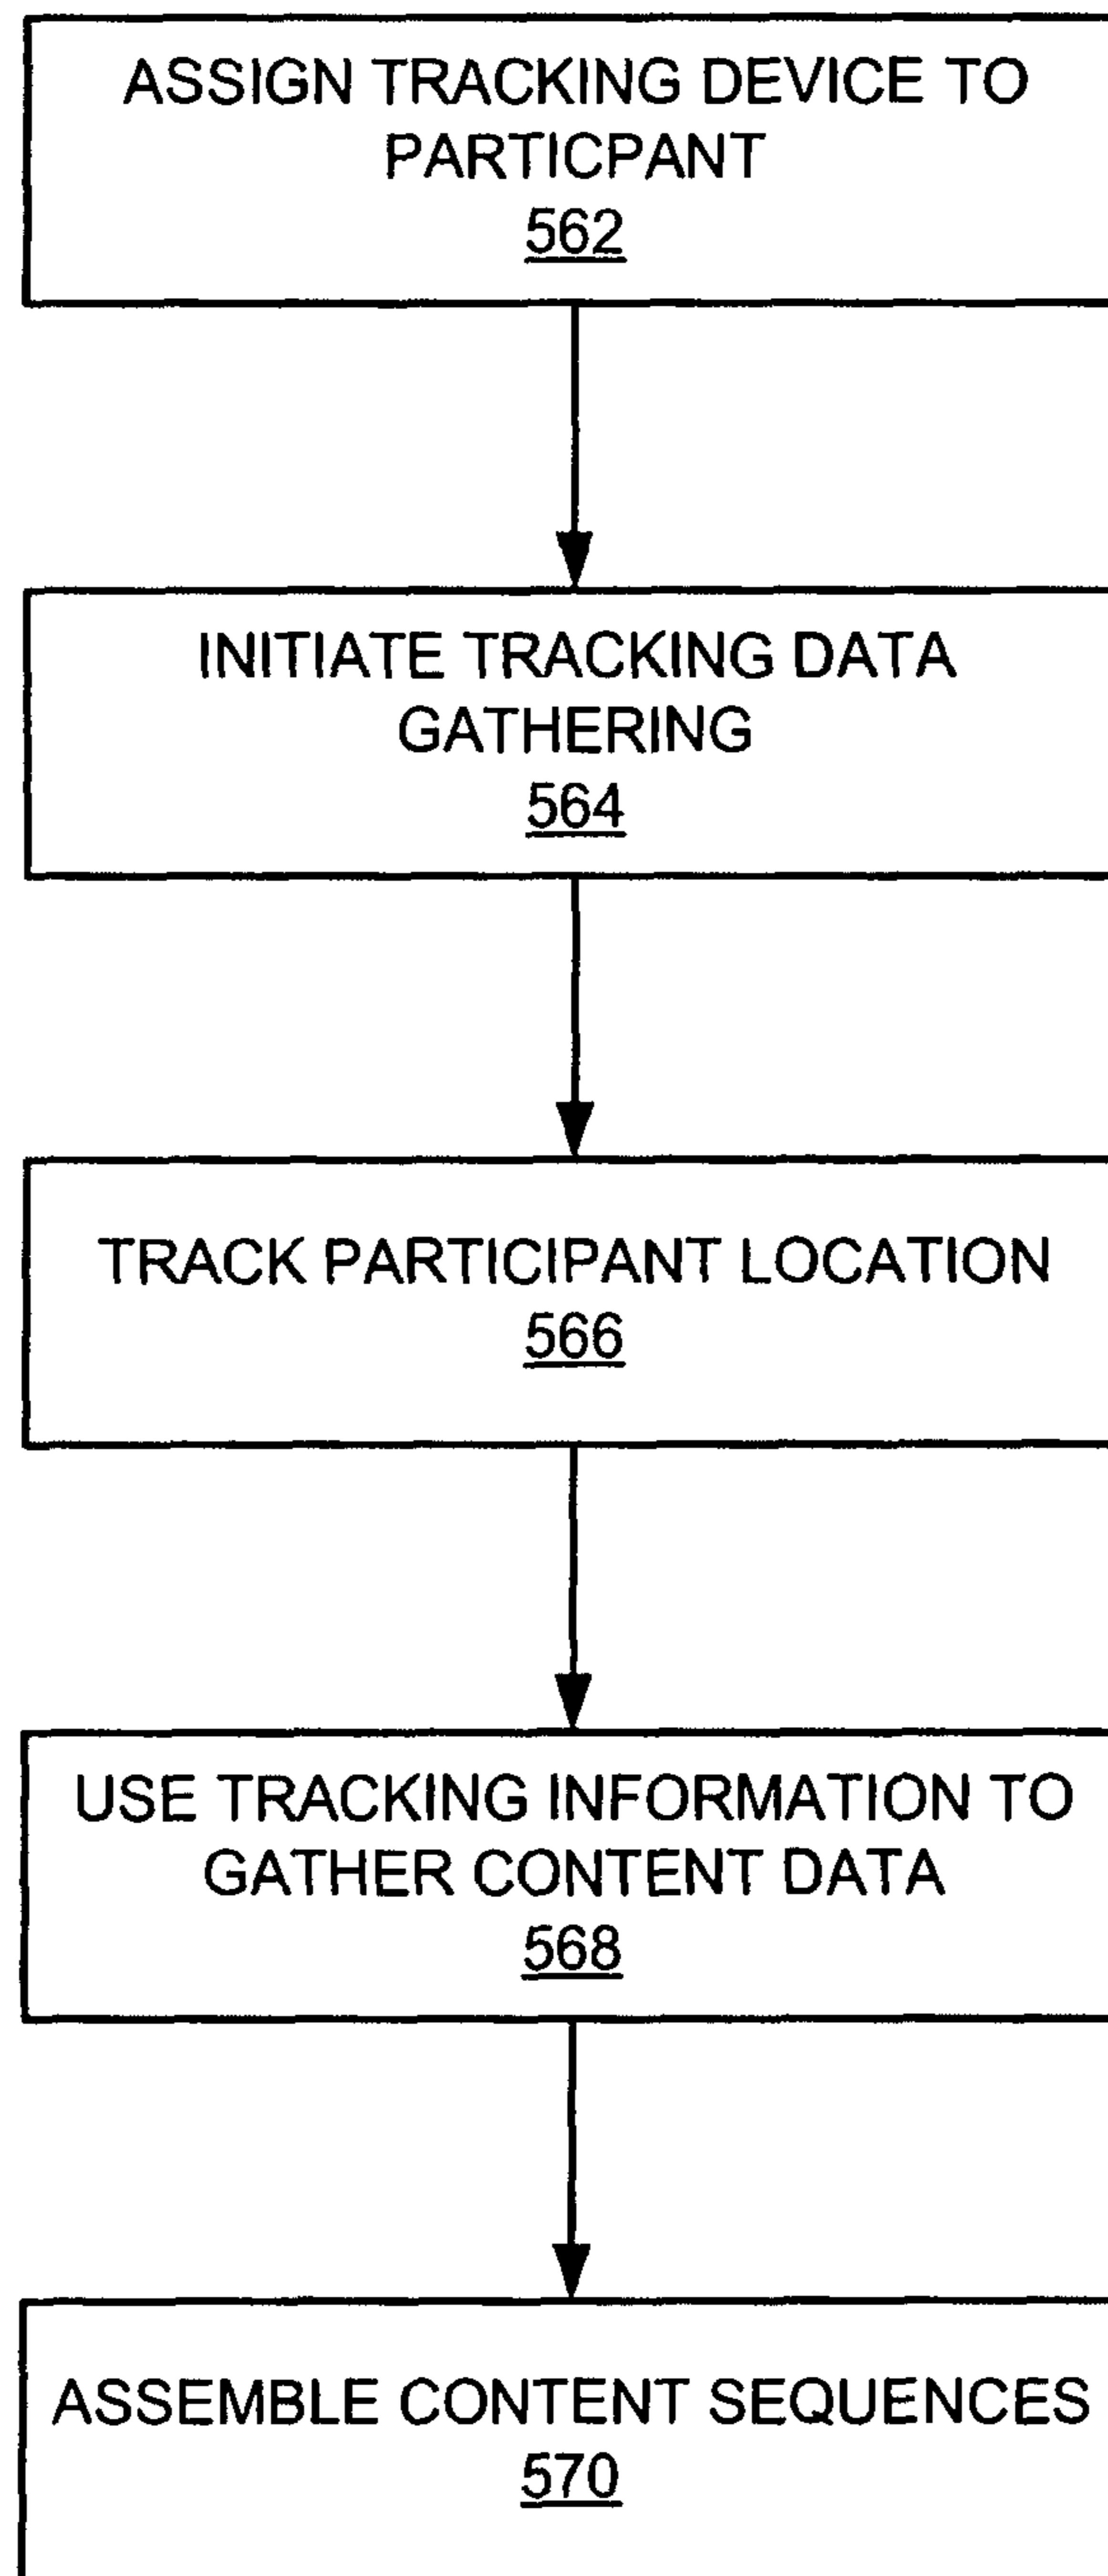 ASSIGN TRACKING DEVICE TO
PARTICPANT
562
INITIATE TRACKING DATA
GATHERING
564
TRACK PARTICIPANT LOCATION
566
USE TRACKING INFORMATION TO
GATHER CONTENT DATA
568
ASSEMBLE CONTENT SEQUENCES
570